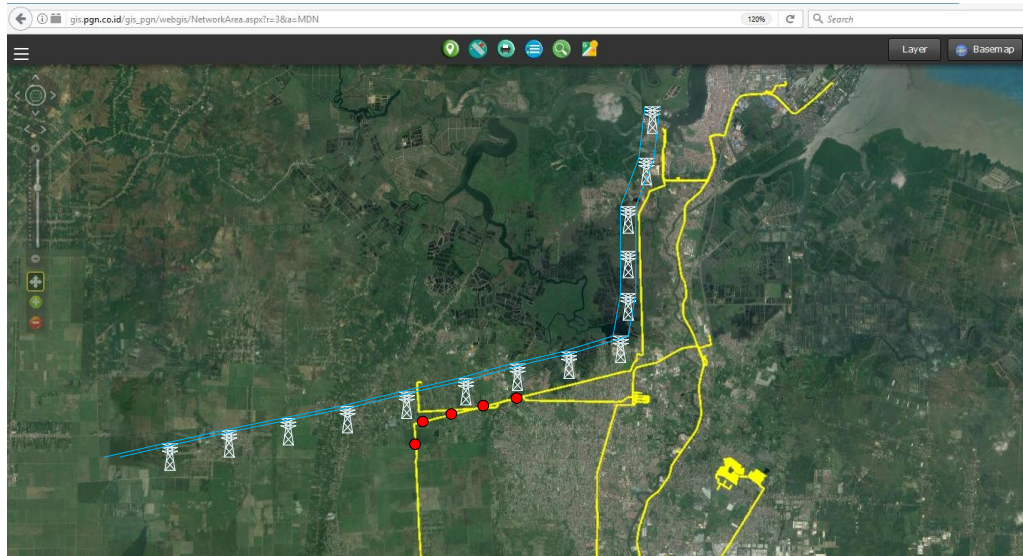 gis.pgn.co.id/gis_pgn/webgis/NetworkArea.aspx?r=3&a=MDN
120%
Search
Layer
Basemap